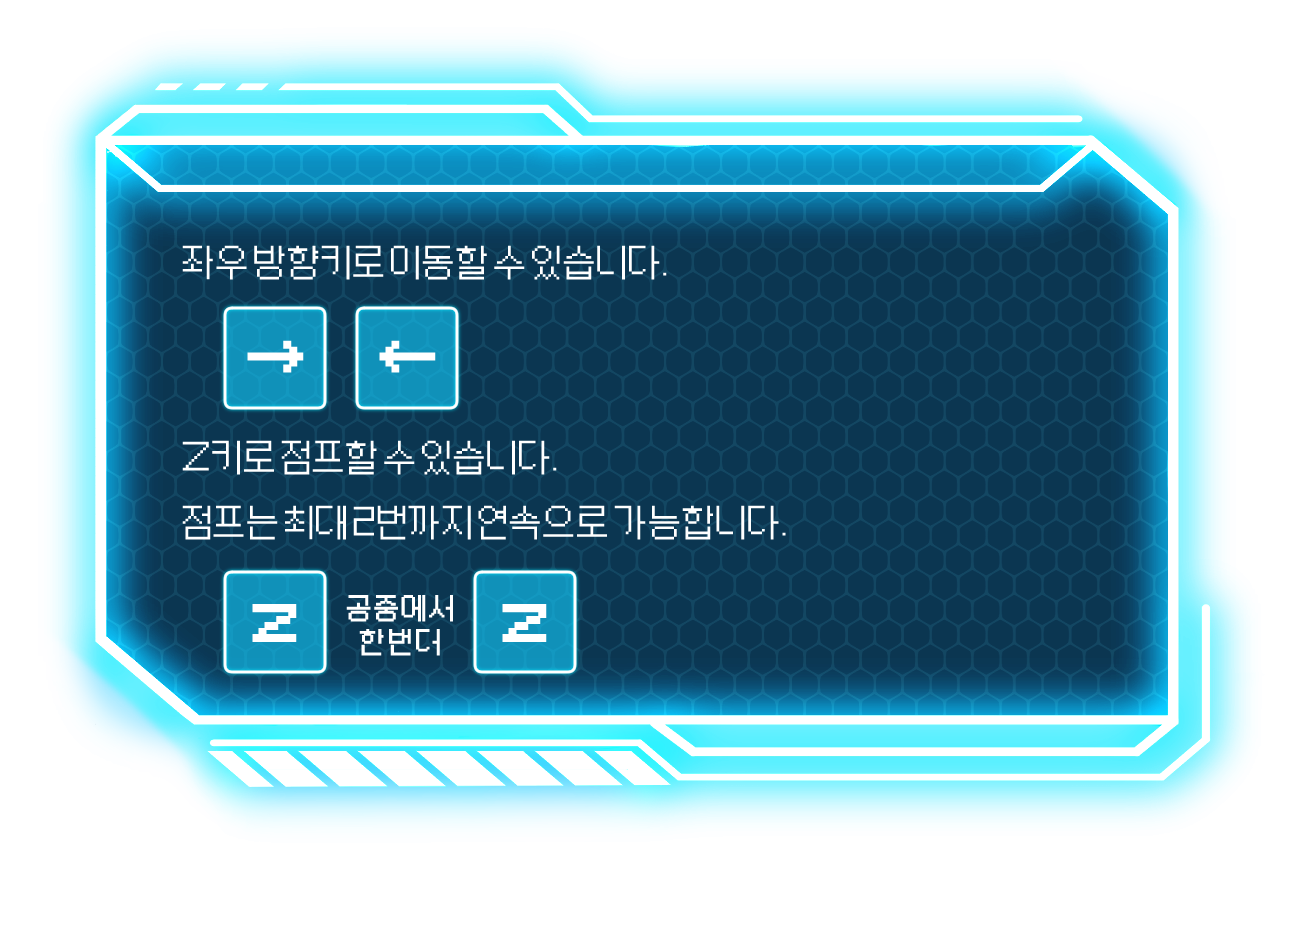 좌우 방향키로 이동할 수 있습니다.
→ ←
Z키로 점프할 수 있습니다.
점프는 최대 2번까지 연속으로 가능합니다.
Z 공중에서 Z
한번더